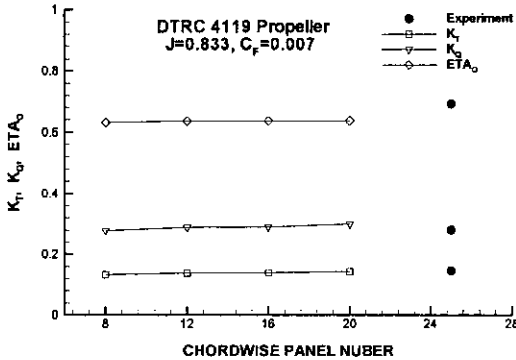 DTRC 4119 Propeller
J=0.833, C_F=0.007
Experiment
K_T
K_Q
ETA_O
1
0.8
0.6
0.4
0.2
0
K_T, K_Q, ETA_O
8
12
16
20
24
28
CHORDWISE PANEL NUBER